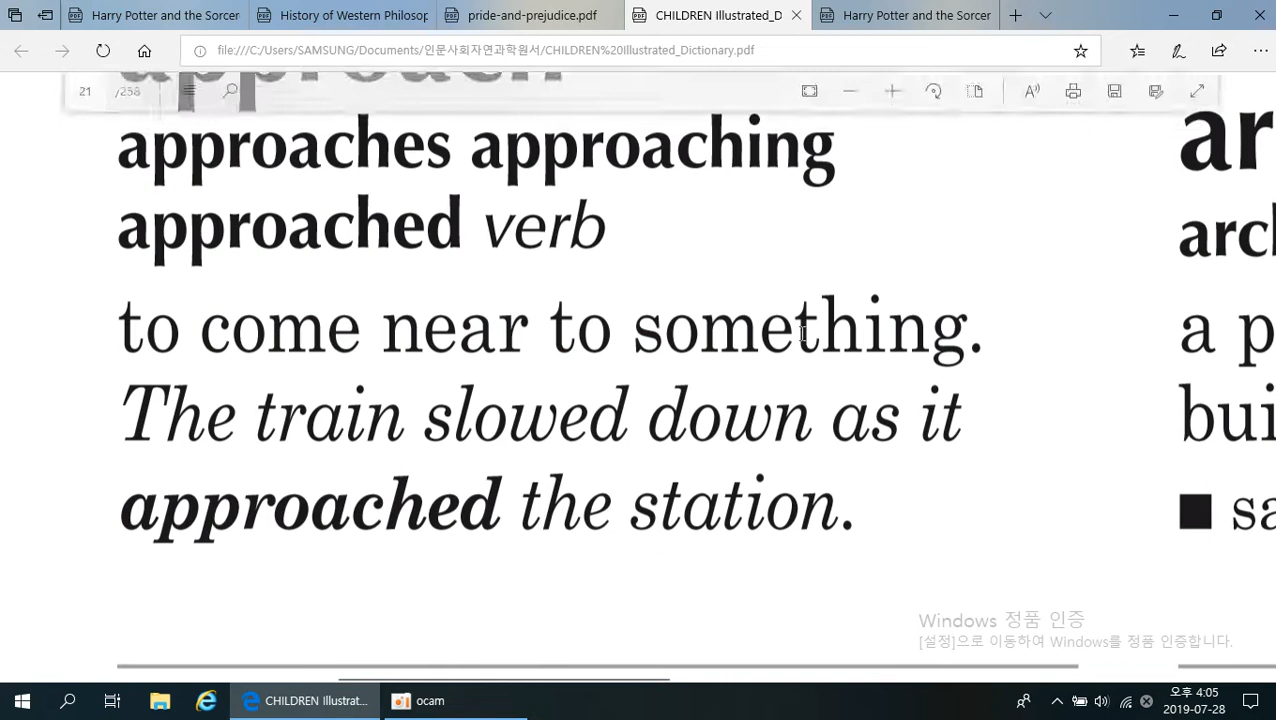 Harry Potter and the Sorcer
History of Western Philosop
pride-and-prejudice.pdf
CHILDREN Illustrated_D
Harry Potter and the Sorcer
file:///C:/Users/SAMSUNG/Documents/인문사회자연과학원서/CHILDREN%20Illustrated_Dictionary.pdf
21 /258
approach
approaches approaching
approached verb
to come near to something.
The train slowed down as it
approached the station.
ar
arc
a p
bui
■ sa
Windows 정품 인증
[설정]으로 이동하여 Windows를 정품 인증합니다.
CHILDREN Illustrat...
ocam
오후 4:05
2019-07-28